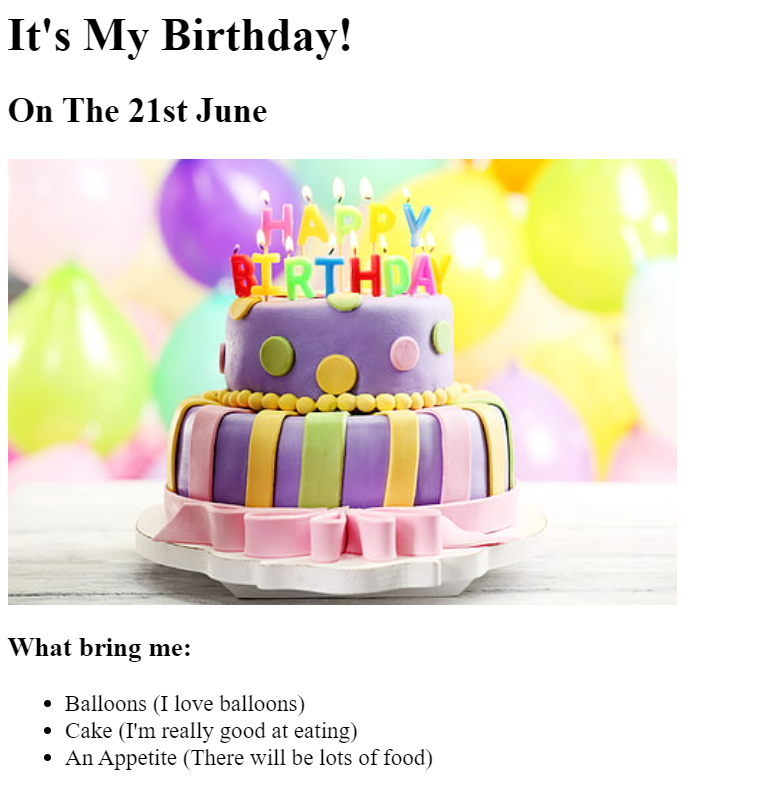 It's My Birthday!
On The 21st June
HAPPY
BIRTHDAY
What bring me:
Balloons (I love balloons)
Cake (I'm really good at eating)
An Appetite (There will be lots of food)